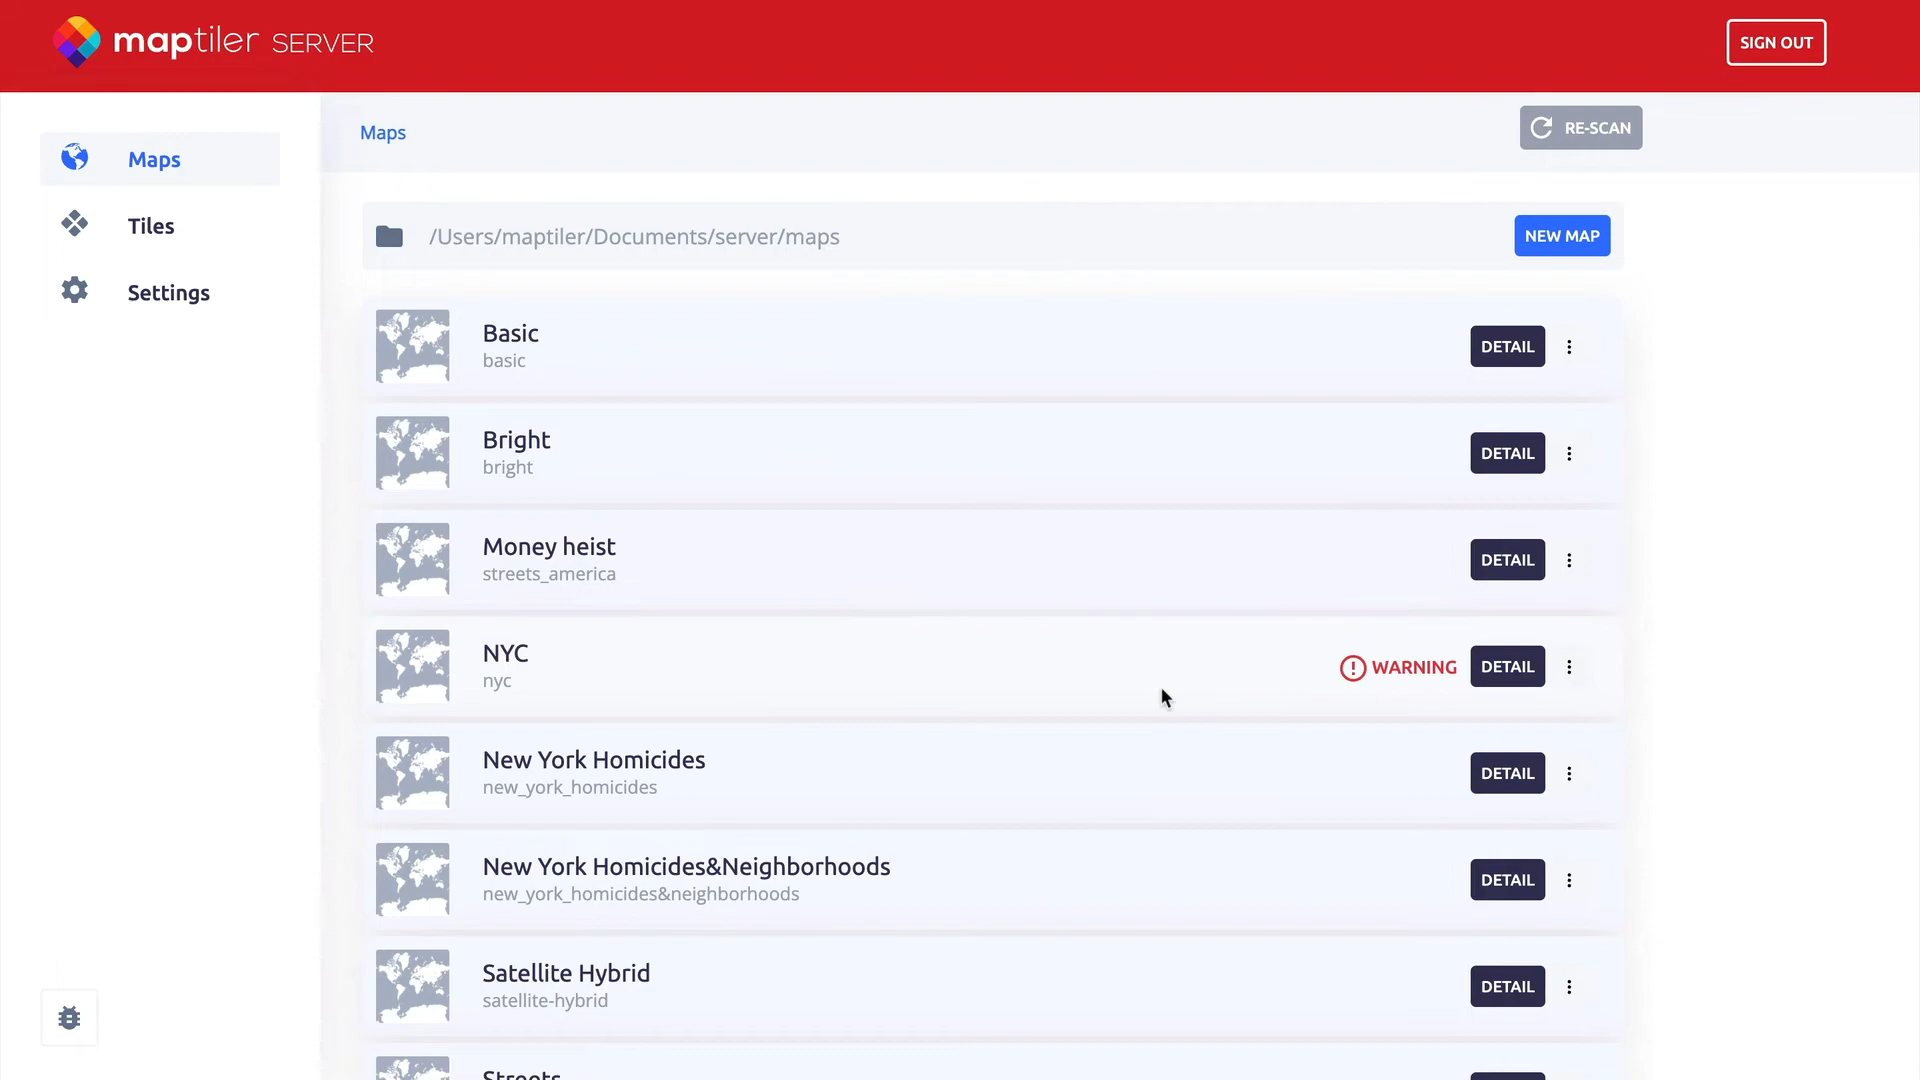 maptiler SERVER
SIGN OUT
Maps
Tiles
Settings
Maps
RE-SCAN
/Users/maptiler/Documents/server/maps
NEW MAP
Basic
basic
DETAIL
Bright
bright
DETAIL
Money heist
streets_america
DETAIL
NYC
nyc
WARNING
DETAIL
New York Homicides
new_york_homicides
DETAIL
New York Homicides&Neighborhoods
new_york_homicides&neighborhoods
DETAIL
Satellite Hybrid
satellite-hybrid
DETAIL
Streets